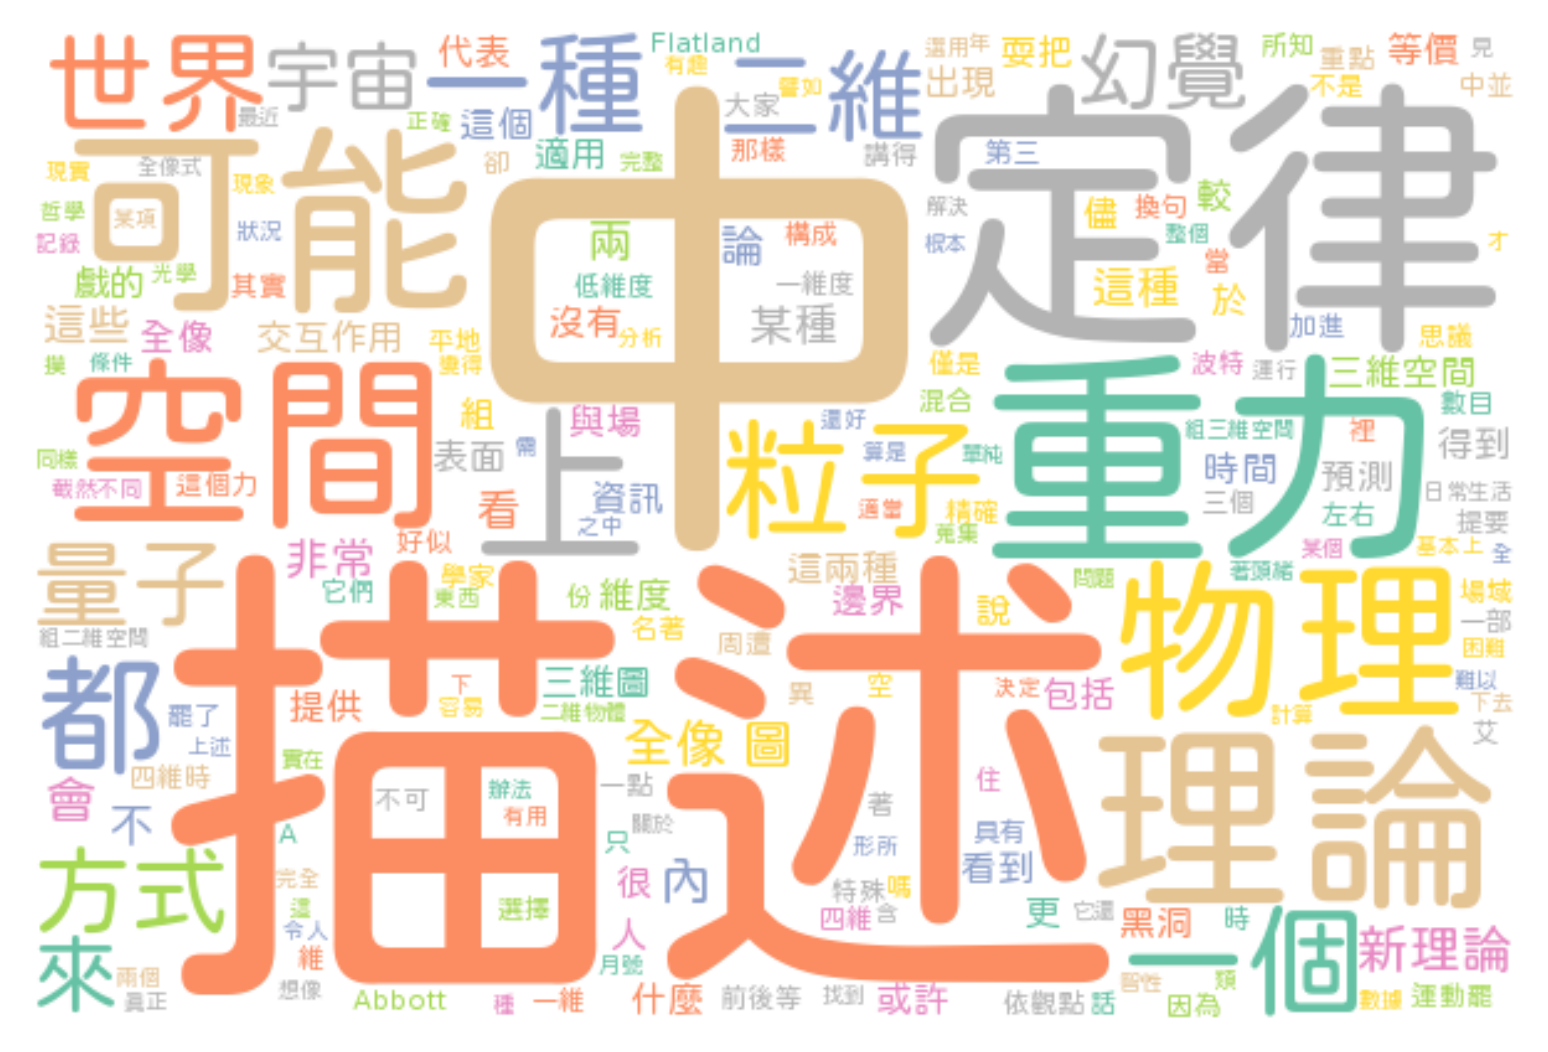 世界
宇宙
代表
一種
Flatland
有趣
二維
譬如
大家
選用年
出現
耍把
幻覺
所知
重點
不是
等價
見
中並
最近
正確
這個
適用
完整
那樣
講得
定律
第三
可能
現實
全像式
現象
卻
中
解決
儘
換句
較
整個
哲學
某項
狀況
兩
論
構成
根本
當
才
記錄
戲的
光學
其實
低維度
一維度
這種
於
這些
全像
交互作用
平地
沒有
分析
某種
加進
思議
摸
條件
變得
僅是
波特
運行
三維空間
空間
組
與場
還好
混合
重力
數目
組三維空間
裡
同樣
表面
需
上
粒子
算是
單純
得到
截然不同
這個力
看
資訊
之中
適當
精確
時間
預測
三個
日常生活
提要
左右
蒐集
量子
非常
好似
某個
基本上
全
它們
學家
東西
份
維度
這兩種
邊界
說
問題
著頭緒
場域
一部
組二維空間
名著
周遭
物理
困難
都
描述
提供
下
容易
三維圖
二維物體
異
空
決定
包括
難以
下去
計算
罷了
上述
全像
圖
艾
實在
四維時
會
不
不可
辦法
有用
一點
住
理論
關於
著
A
只
形所
具有
看到
方式
完全
選擇
很
內
特殊
嗎
這
四維
含
更
它還
黑洞
時
一個
令人
人
新理論
來
維
月號
兩個
真正
想像
Abbott
種
一維
什麼
前後等
找到
或許
依觀點
話
習性
類
因為
數據
運動罷